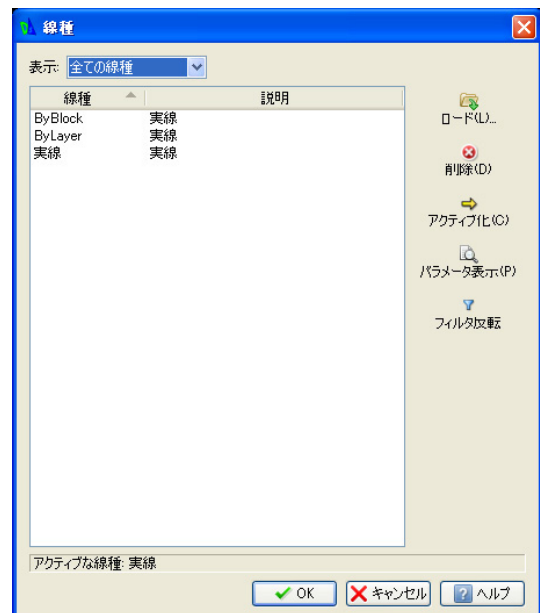 線種
表示: 全ての線種
線種 説明
ByBlock 実線
ByLayer 実線
実線 実線
ロード(L)...
削除(D)
アクティブ化(C)
パラメータ表示(P)
フィルタ反転
アクティブな線種: 実線
OK キャンセル ヘルプ